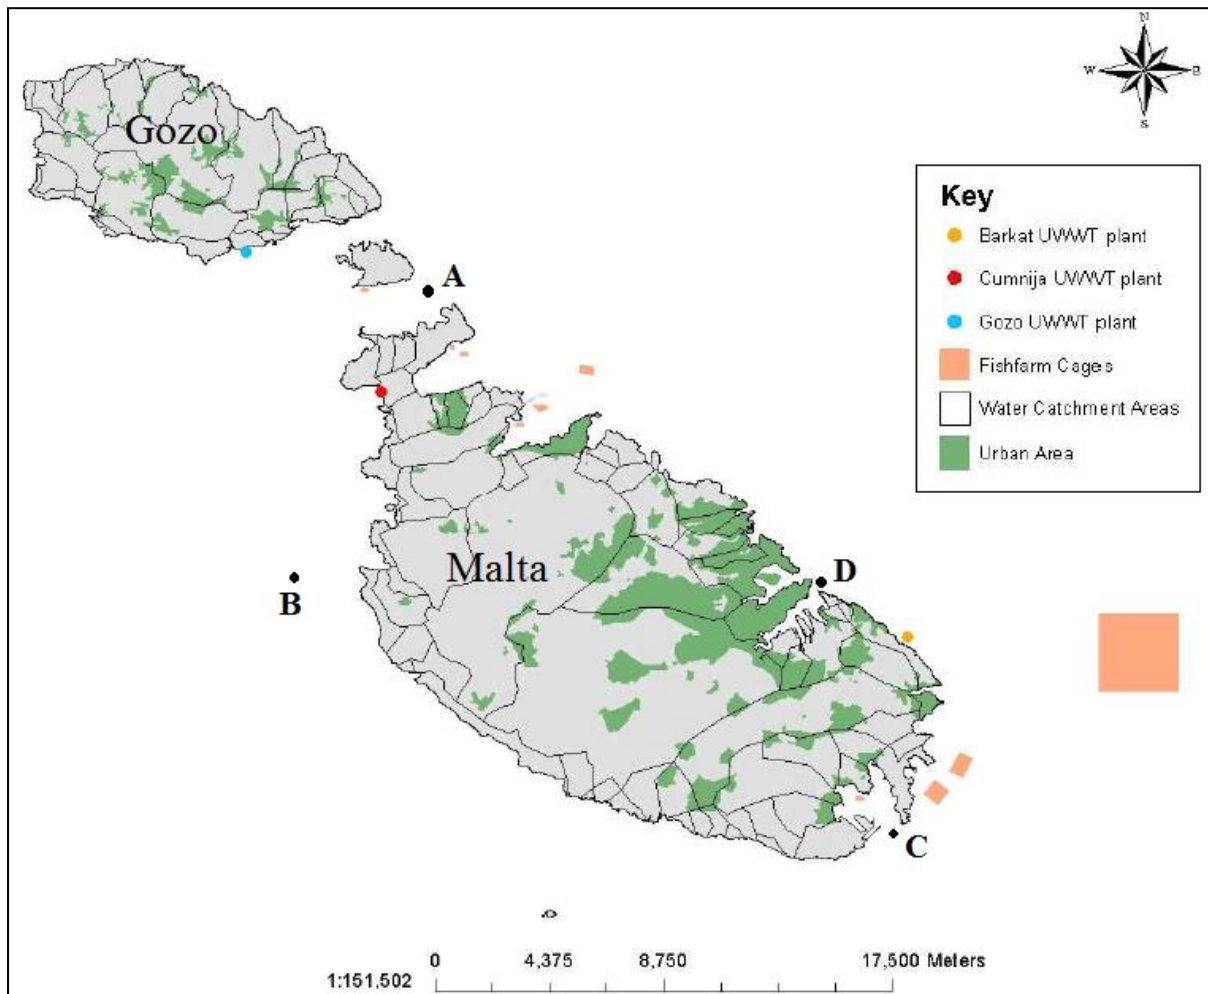 N
W E
S
Gozo
Key
Barkat UWWT plant
Cumnija UWWT plant
Gozo UWWT plant
Fishfarm Cages
Water Catchment Areas
Urban Area
A
Malta
B
D
C
0 4,375 8,750 17,500 Meters
1:151,502